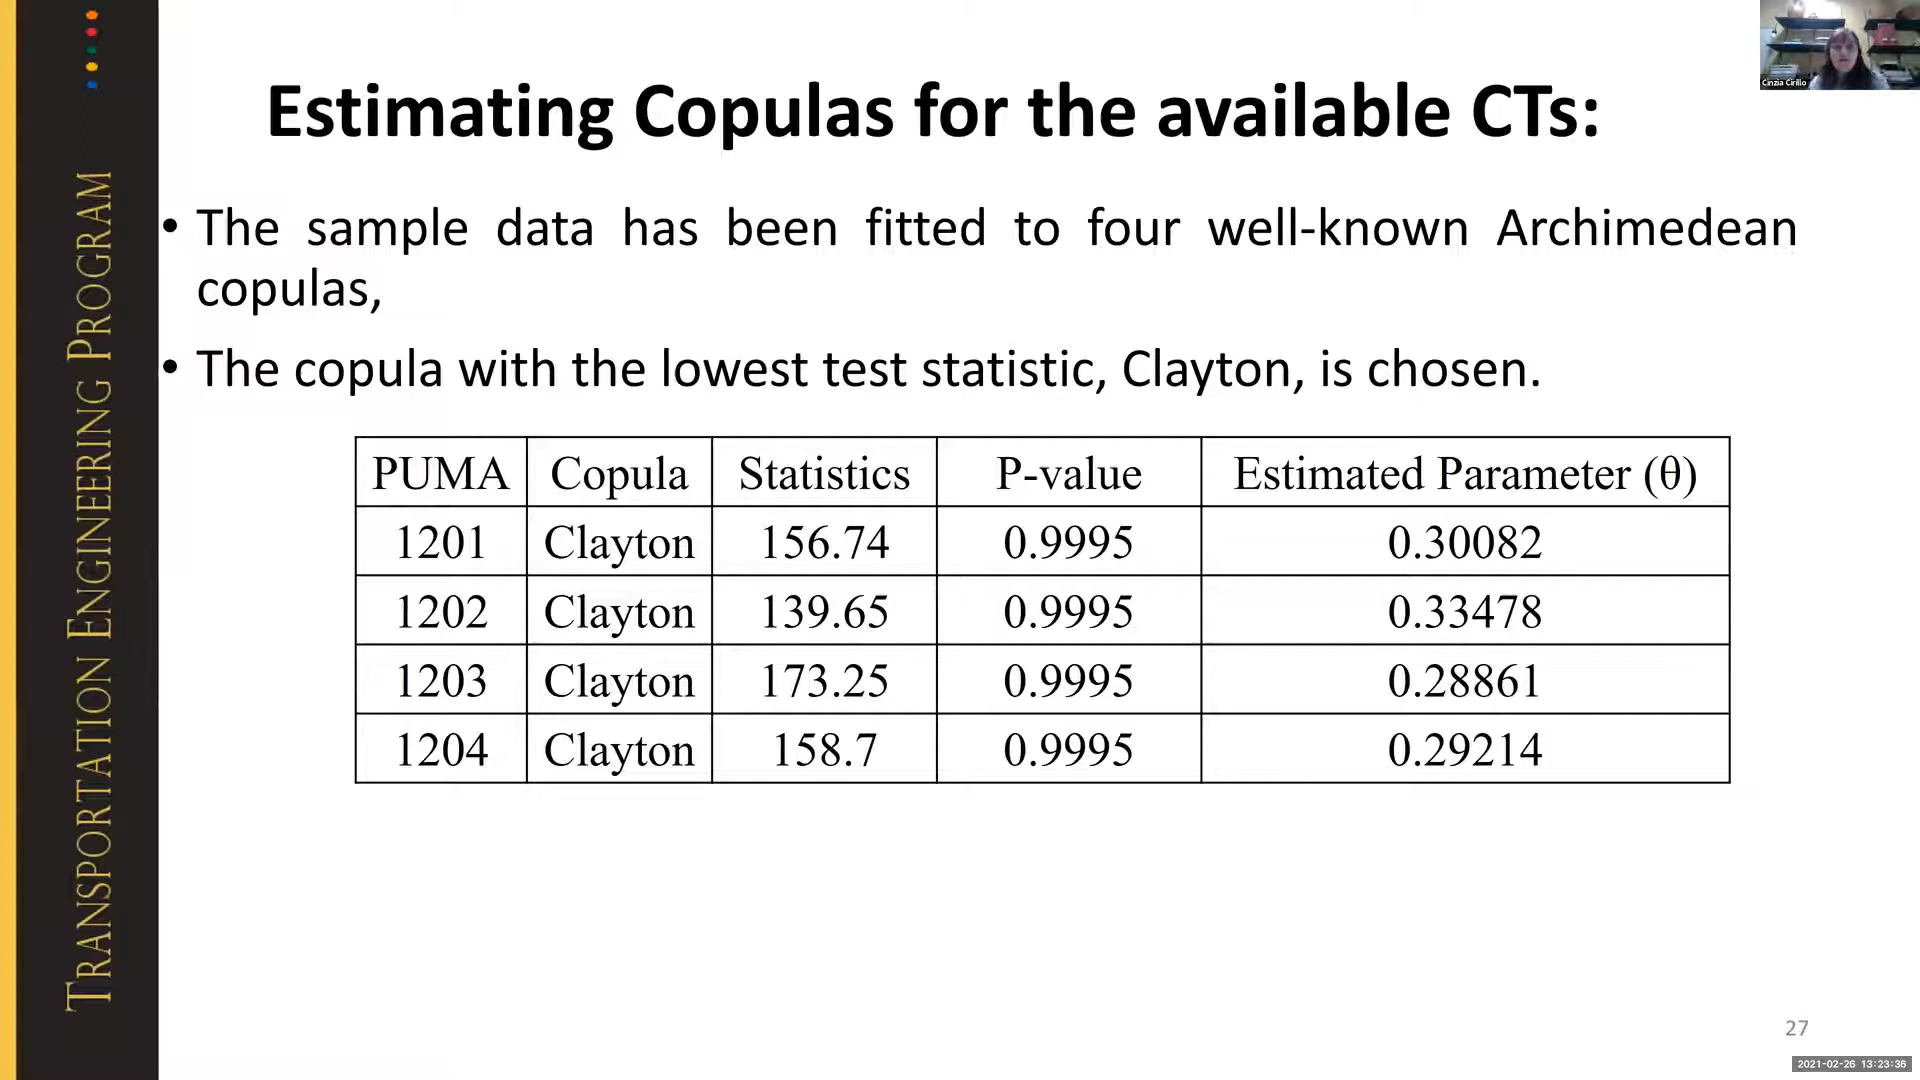 Cinzia Cirillo
TRANSPORTATION ENGINEERING PROGRAM
Estimating Copulas for the available CTs:
• The sample data has been fitted to four well-known Archimedean
copulas,
• The copula with the lowest test statistic, Clayton, is chosen.
PUMA Copula Statistics P-value Estimated Parameter (θ)
1201 Clayton 156.74 0.9995 0.30082
1202 Clayton 139.65 0.9995 0.33478
1203 Clayton 173.25 0.9995 0.28861
1204 Clayton 158.7 0.9995 0.29214
27
2021-02-26 13:23:36